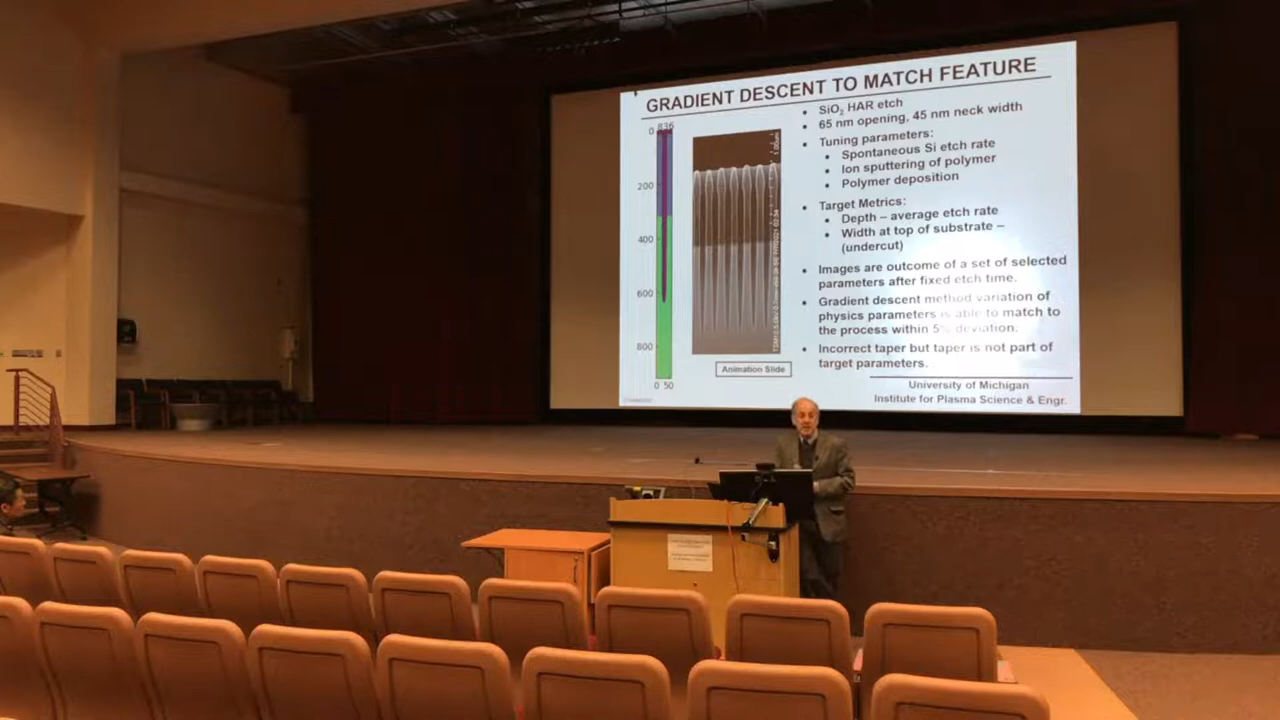 GRADIENT DESCENT TO MATCH FEATURE
0 836
200
400
600
800
0 50
1.00um
Animation Slide
• SiO₂ HAR etch
• 65 nm opening, 45 nm neck width
• Tuning parameters:
• Spontaneous Si etch rate
• Ion sputtering of polymer
• Polymer deposition
• Target Metrics:
• Depth – average etch rate
• Width at top of substrate –
(undercut)
• Images are outcome of a set of selected
parameters after fixed etch time.
• Gradient descent method variation of
physics parameters is able to match to
the process within 5% deviation.
• Incorrect taper but taper is not part of
target parameters.
University of Michigan
Institute for Plasma Science & Engr.